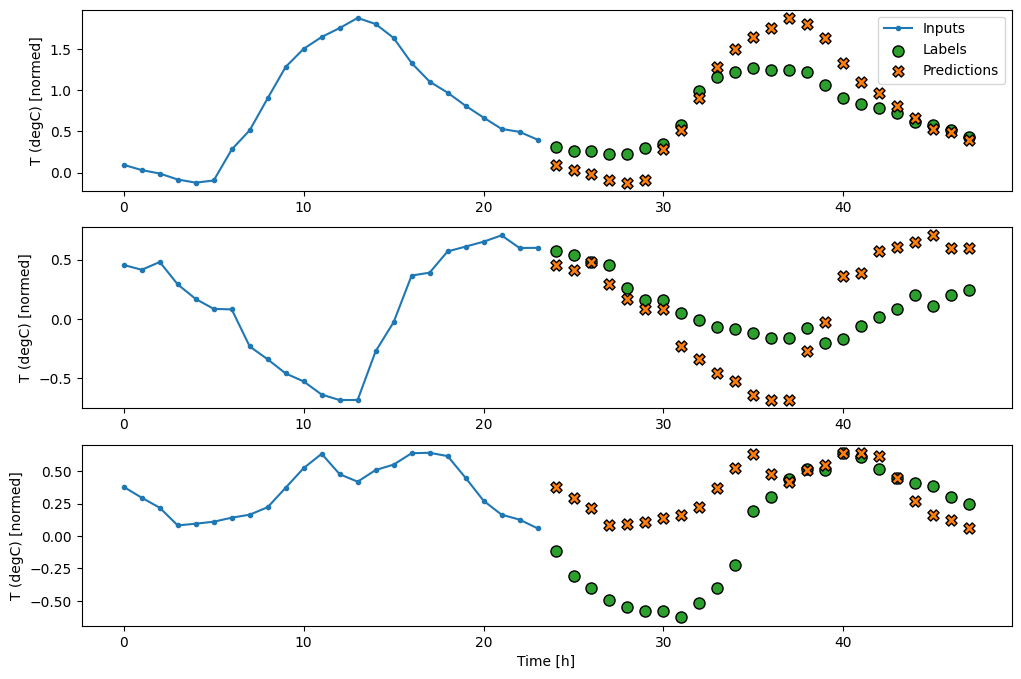 T (degC) [normed]
1.5
1.0
0.5
0.0
Inputs
Labels
Predictions
0 10 20 30 40
T (degC) [normed]
0.5
0.0
−0.5
0 10 20 30 40
T (degC) [normed]
0.50
0.25
0.00
−0.25
−0.50
0 10 20 30 40
Time [h]